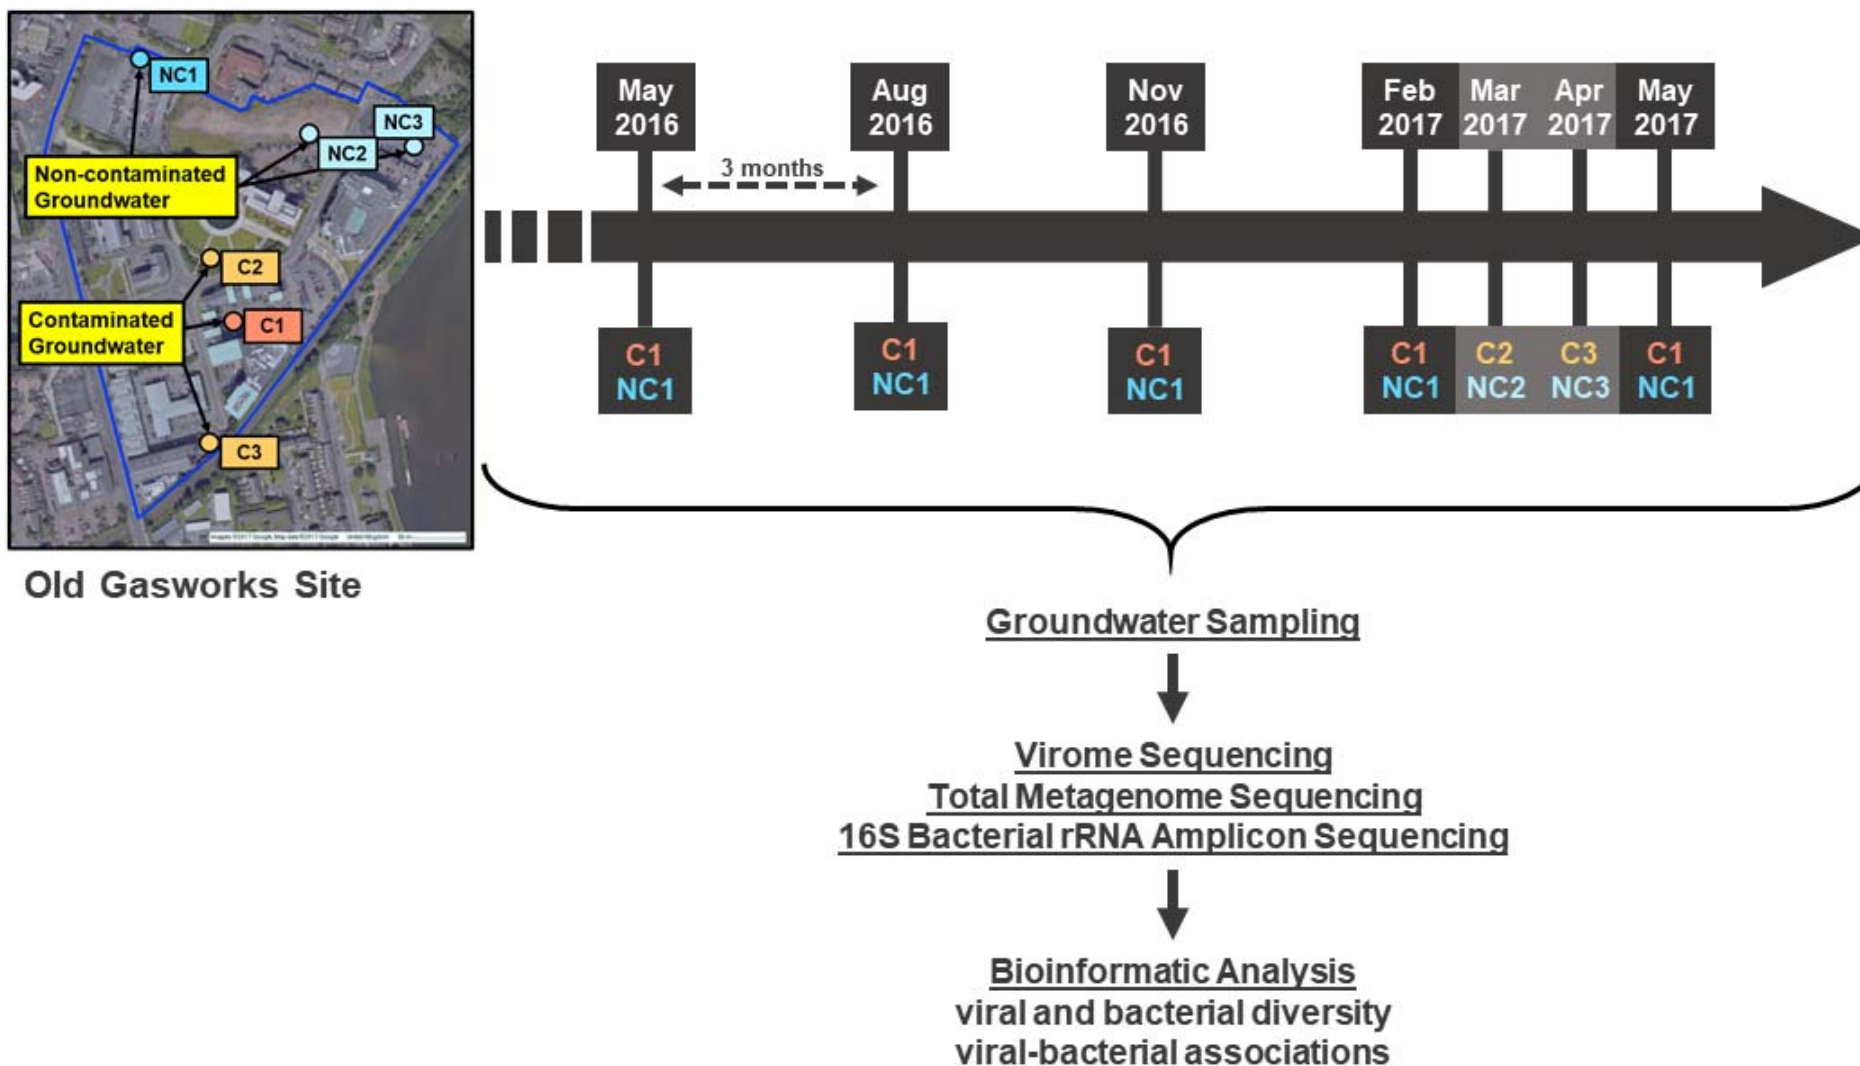 NC1
NC3
NC2
Non-contaminated
Groundwater
C2
Contaminated
Groundwater
C1
C3
Old Gasworks Site
May
2016
Aug
2016
Nov
2016
Feb
2017
Mar
2017
Apr
2017
May
2017
3 months
C1
NC1
C1
NC1
C1
NC1
C1
NC1
C2
NC2
C3
NC3
C1
NC1
Groundwater Sampling
Virome Sequencing
Total Metagenome Sequencing
16S Bacterial rRNA Amplicon Sequencing
Bioinformatic Analysis
viral and bacterial diversity
viral-bacterial associations